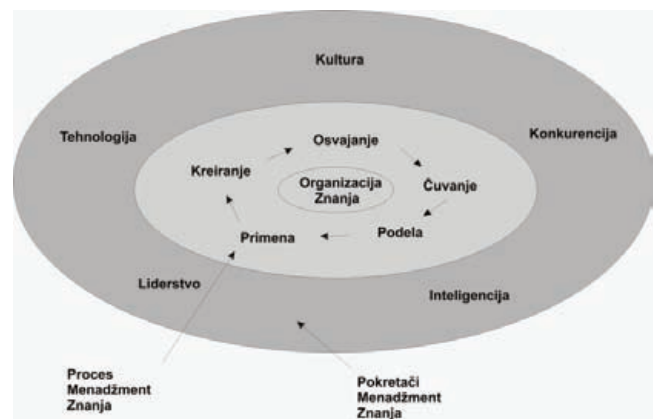 Kultura
Tehnologija
Konkurencija
Osvajanje
Kreiranje
Čuvanje
Organizacija
Znanja
Podela
Primena
Liderstvo
Inteligencija
Proces
Menadžment
Znanja
Pokretači
Menadžment
Znanja